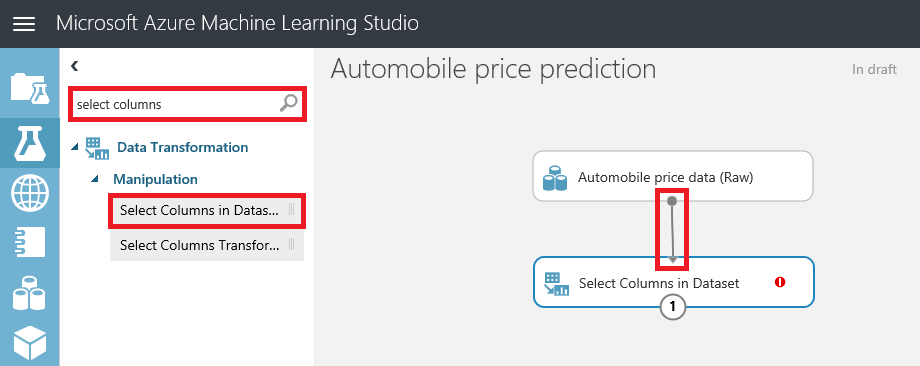 Microsoft Azure Machine Learning Studio
select columns
Data Transformation
Manipulation
Select Columns in Datas...
Select Columns Transfor...
Automobile price prediction
In draft
Automobile price data (Raw)
Select Columns in Dataset
1